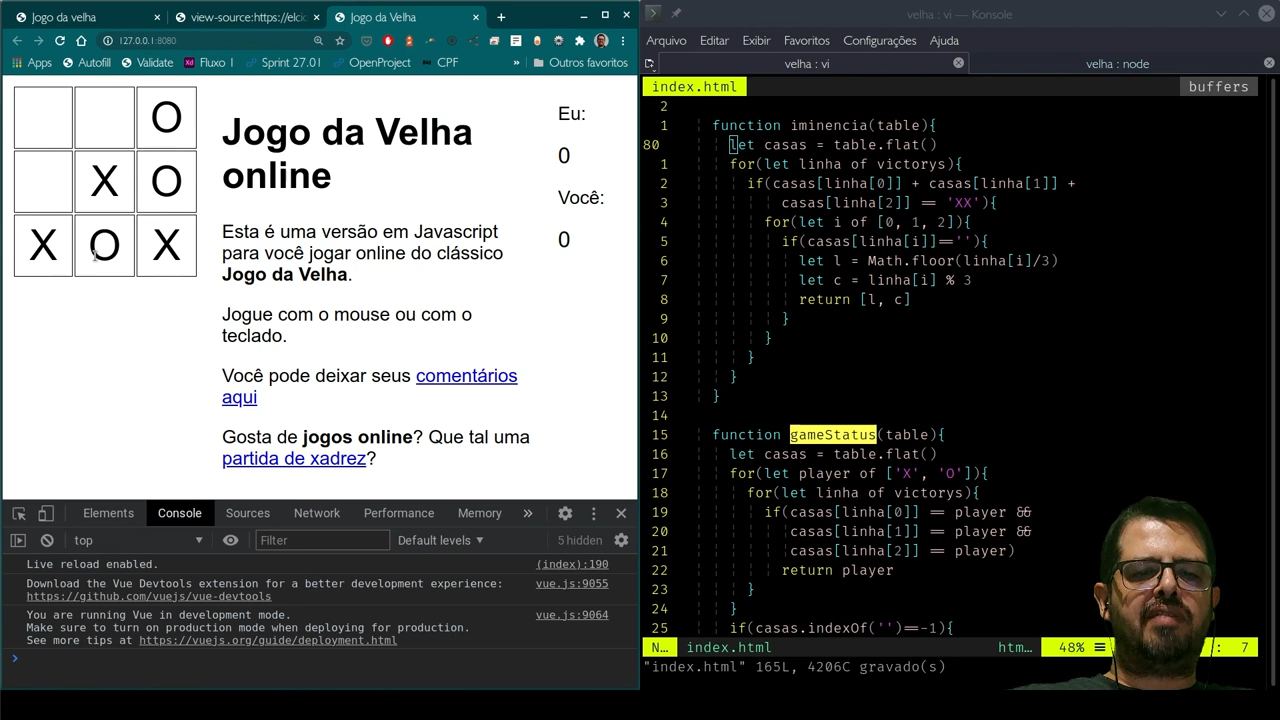 Jogo da velha
view-source:https://elcio
Jogo da Velha
127.0.0.1:8080
Apps
Autofill
Validate
Xd
Fluxo 1
Sprint 27.01
OpenProject
CPF
»
Outros favoritos
O
X O
X O X
Jogo da Velha
online
Esta é uma versão em Javascript
para você jogar online do clássico
Jogo da Velha.
Jogue com o mouse ou com o
teclado.
Você pode deixar seus comentários
aqui
Gosta de jogos online? Que tal uma
partida de xadrez?
Eu:
0
Você:
0
Elements
Console
Sources
Network
Performance
Memory
»
top
Filter
Default levels
5 hidden
Live reload enabled. (index):190
Download the Vue Devtools extension for a better development experience: vue.js:9055
https://github.com/vuejs/vue-devtools
You are running Vue in development mode. vue.js:9064
Make sure to turn on production mode when deploying for production.
See more tips at https://vuejs.org/guide/deployment.html
velha : vi — Konsole
Arquivo
Editar
Exibir
Favoritos
Configurações
Ajuda
velha : vi
velha : node
index.html
buffers
2
1 function iminencia(table){
80 let casas = table.flat()
1 for(let linha of victorys){
2 if(casas[linha[0]] + casas[linha[1]] +
3 casas[linha[2]] == 'XX'){
4 for(let i of [0, 1, 2]){
5 if(casas[linha[i]]==''){
6 let l = Math.floor(linha[i]/3)
7 let c = linha[i] % 3
8 return [l, c]
9 }
10 }
11 }
12 }
13 }
14
15 function gameStatus(table){
16 let casas = table.flat()
17 for(let player of ['X', 'O']){
18 for(let linha of victorys){
19 if(casas[linha[0]] == player &&
20 casas[linha[1]] == player &&
21 casas[linha[2]] == player)
22 return player
23 }
24 }
25 if(casas.indexOf('')==-1){
N…
index.html
htm…
48%
: 7
"index.html" 165L, 4206C gravado(s)